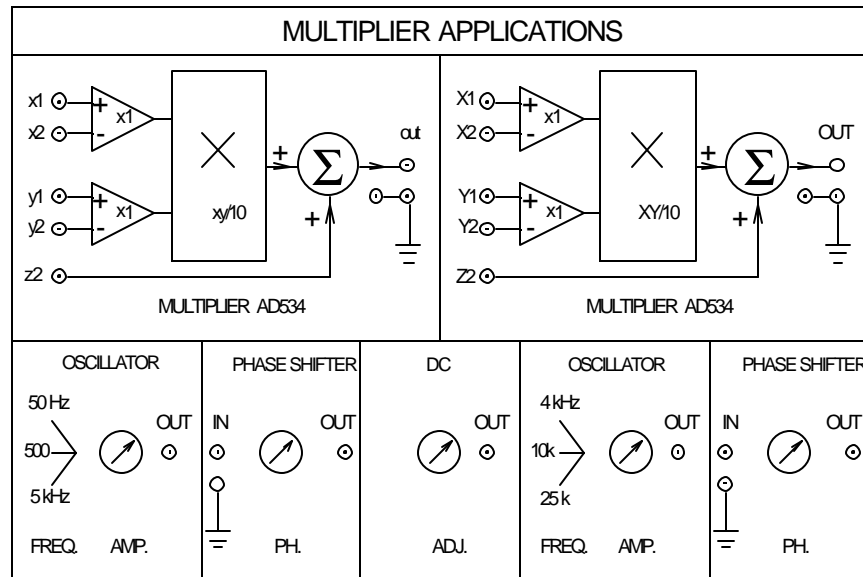 MULTIPLIER APPLICATIONS
x1
x2
+
-
x1
y1
y2
+
-
x1
xy/10
+
Σ
+
out
z2
MULTIPLIER AD534
X1
X2
+
-
x1
Y1
Y2
+
-
x1
XY/10
+
Σ
+
OUT
Z2
MULTIPLIER AD534
OSCILLATOR
50 Hz
500
5 kHz
OUT
FREQ. AMP.
PHASE SHIFTER
IN OUT
PH.
DC
OUT
ADJ.
OSCILLATOR
4 kHz
10k
25 k
OUT
FREQ. AMP.
PHASE SHIFTER
IN OUT
PH.